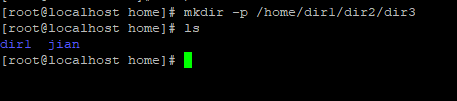 [root@localhost home]# mkdir -p /home/dir1/dir2/dir3
[root@localhost home]# ls
dir1  jian
[root@localhost home]#